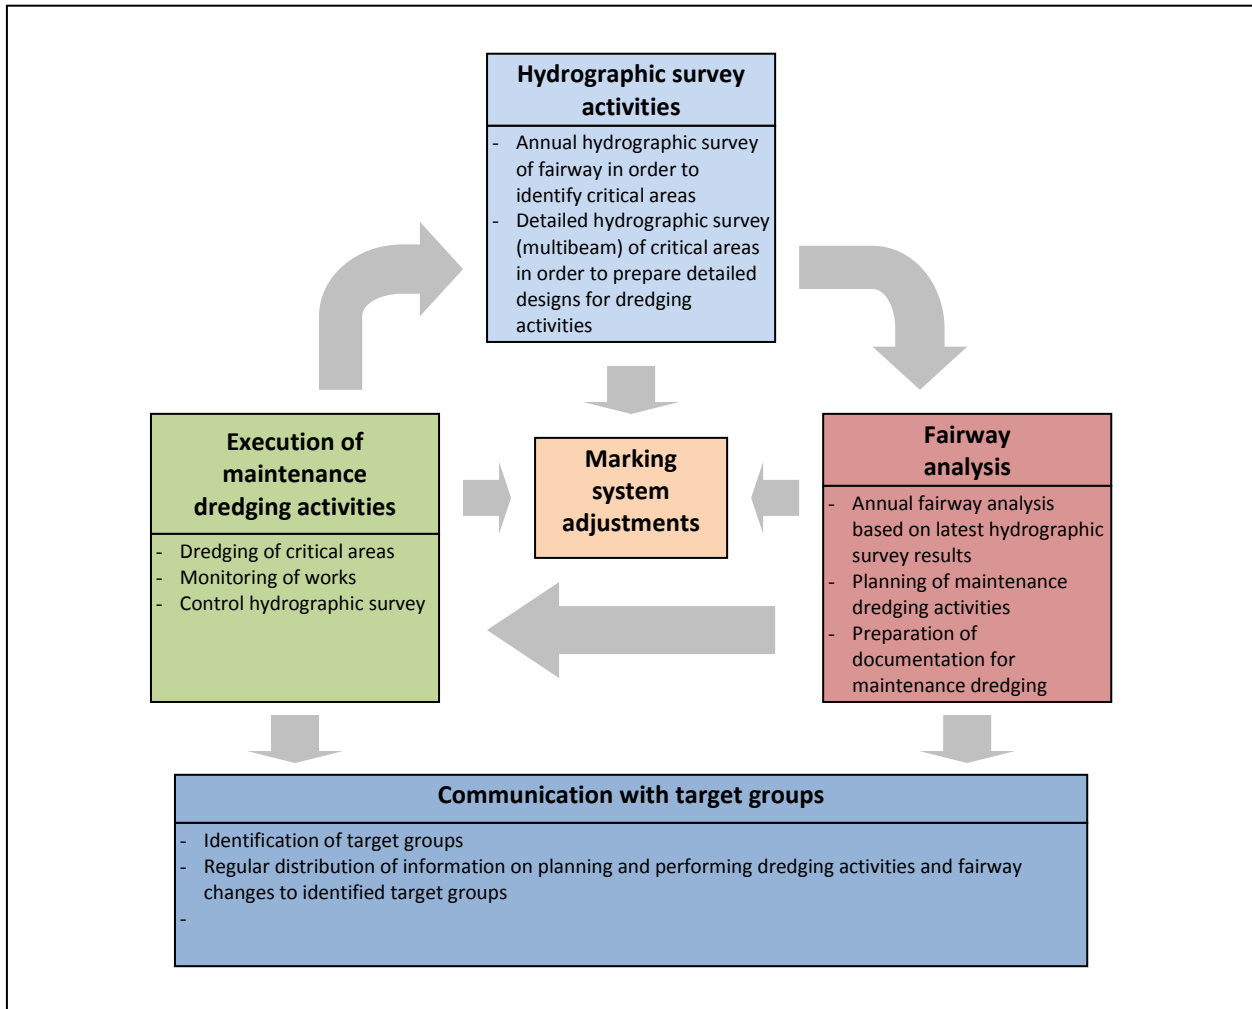 Hydrographic survey
activities
- Annual hydrographic survey
of fairway in order to
identify critical areas
- Detailed hydrographic survey
(multibeam) of critical areas
in order to prepare detailed
designs for dredging
activities
Execution of
maintenance
dredging activities
- Dredging of critical areas
- Monitoring of works
- Control hydrographic survey
Marking
system
adjustments
Fairway
analysis
- Annual fairway analysis
based on latest hydrographic
survey results
- Planning of maintenance
dredging activities
- Preparation of
documentation for
maintenance dredging
Communication with target groups
- Identification of target groups
- Regular distribution of information on planning and performing dredging activities and fairway
changes to identified target groups
-